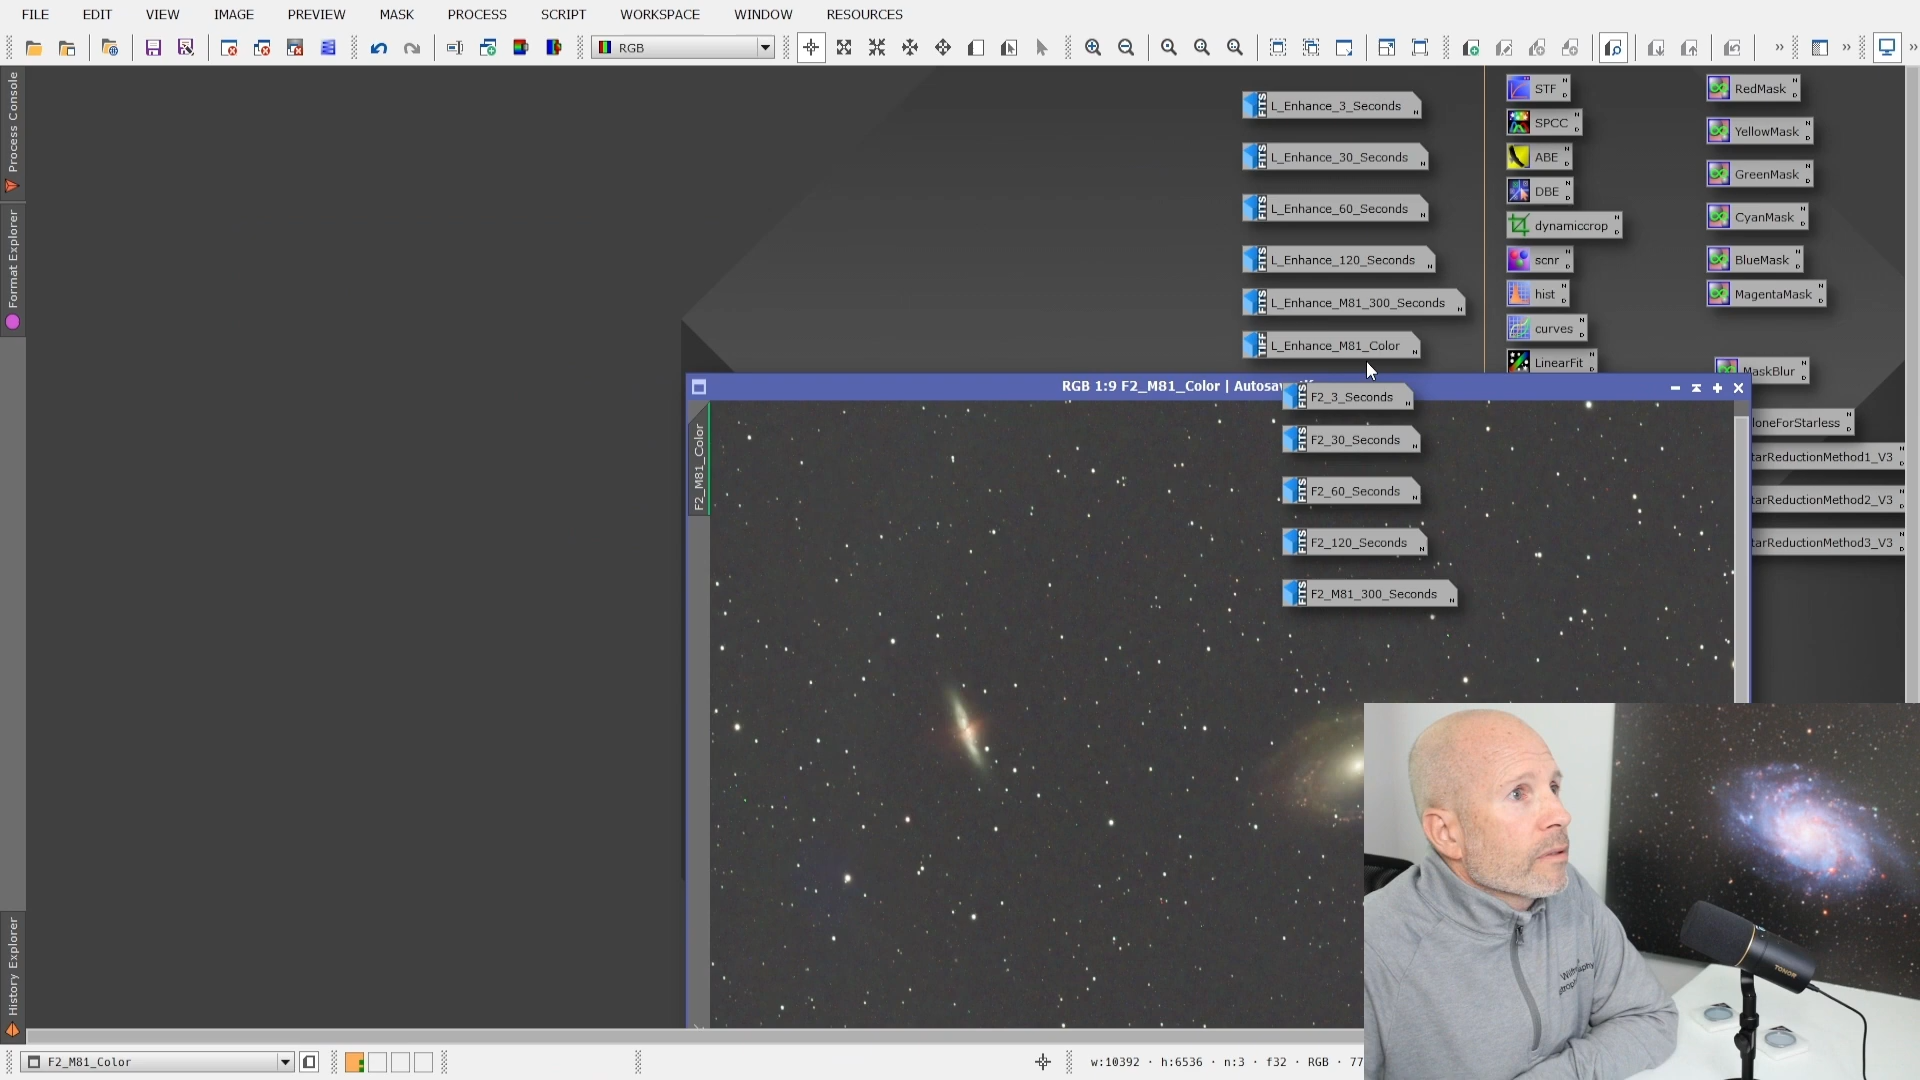 FILE EDIT VIEW IMAGE PREVIEW MASK PROCESS SCRIPT WORKSPACE WINDOW RESOURCES
RGB
Process Console
Format Explorer
History Explorer
L_Enhance_3_Seconds
L_Enhance_30_Seconds
L_Enhance_60_Seconds
L_Enhance_120_Seconds
L_Enhance_M81_300_Seconds
L_Enhance_M81_Color
STF
SPCC
ABE
DBE
dynamiccrop
scnr
hist
curves
LinearFit
RedMask
YellowMask
GreenMask
CyanMask
BlueMask
MagentaMask
MaskBlur
loneForStarless
tarReductionMethod1_V3
tarReductionMethod2_V3
tarReductionMethod3_V3
RGB 1:9 F2_M81_Color | Autosav
F2_M81_Color
F2_3_Seconds
F2_30_Seconds
F2_60_Seconds
F2_120_Seconds
F2_M81_300_Seconds
TONOR
F2_M81_Color
w:10392 · h:6536 · n:3 · f32 · RGB · 77